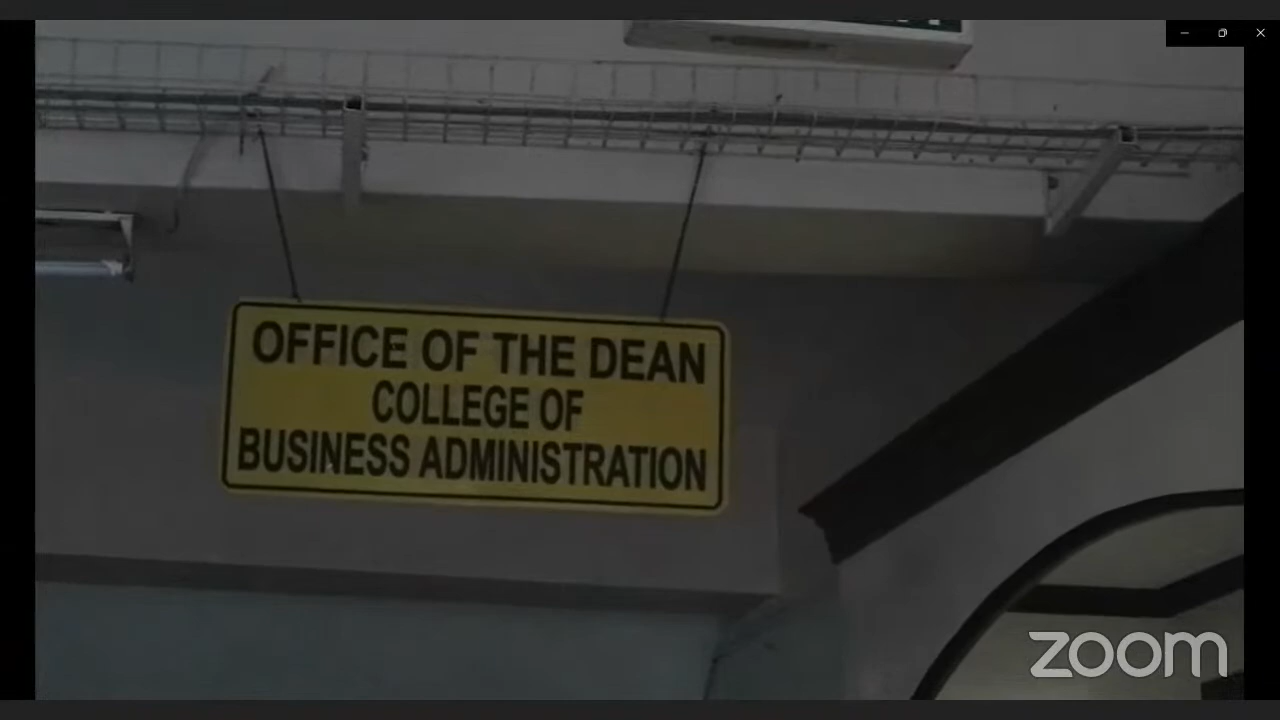 OFFICE OF THE DEAN
COLLEGE OF
BUSINESS ADMINISTRATION
zoom